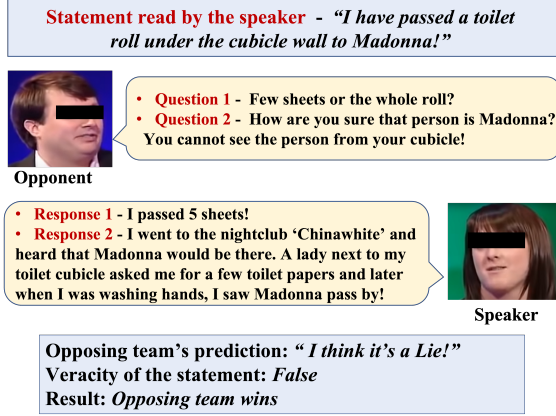 Statement read by the speaker - “I have passed a toilet
roll under the cubicle wall to Madonna!”
• Question 1 - Few sheets or the whole roll?
• Question 2 - How are you sure that person is Madonna?
You cannot see the person from your cubicle!
Opponent
• Response 1 - I passed 5 sheets!
• Response 2 - I went to the nightclub ‘Chinawhite’ and
heard that Madonna would be there. A lady next to my
toilet cubicle asked me for a few toilet papers and later
when I was washing hands, I saw Madonna pass by!
Speaker
Opposing team’s prediction: “ I think it’s a Lie!”
Veracity of the statement: False
Result: Opposing team wins